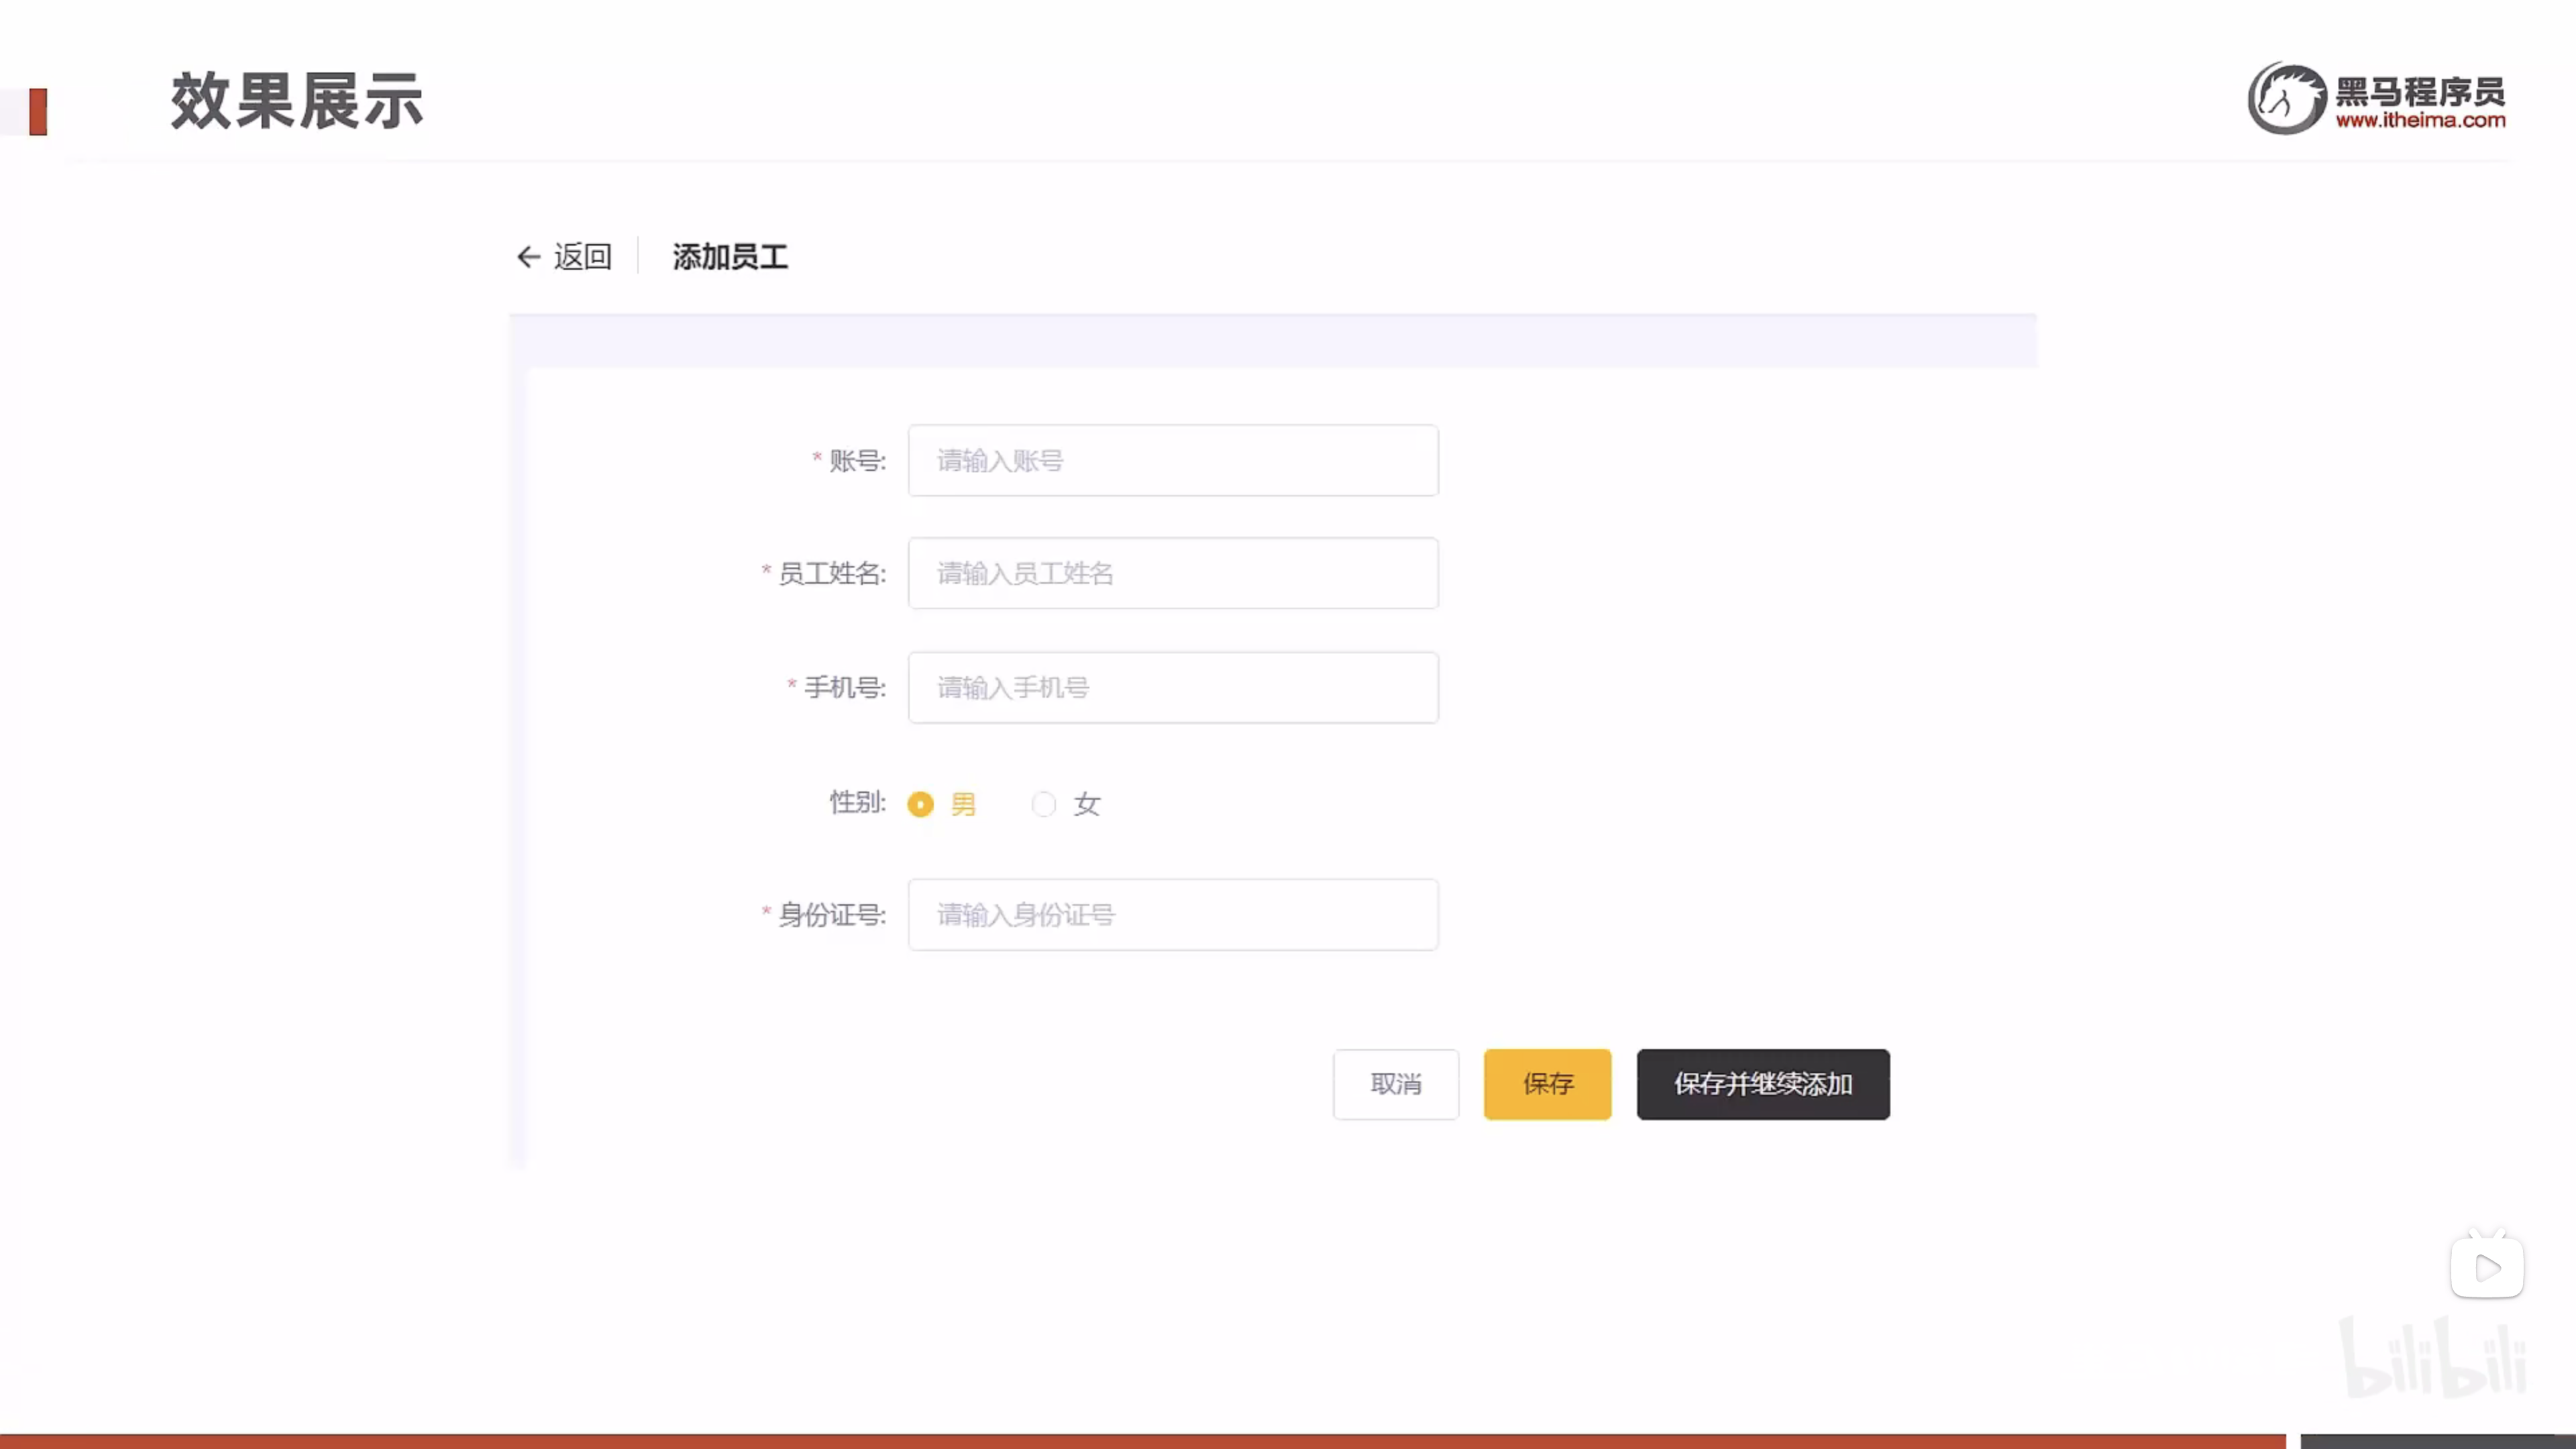 效果展示
黑马程序员
www.itheima.com
← 返回 添加员工
* 账号: 请输入账号
* 员工姓名: 请输入员工姓名
* 手机号: 请输入手机号
性别: 男 女
* 身份证号: 请输入身份证号
取消 保存 保存并继续添加
bilibili